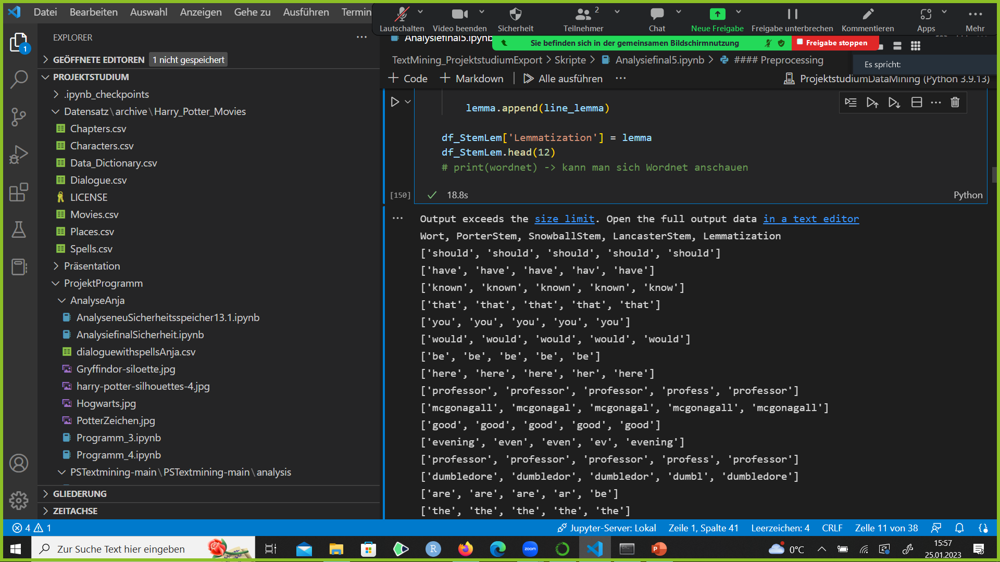 Datei Bearbeiten Auswahl Anzeigen Gehe zu Ausführen Termin
Lautschalten Video beenden Sicherheit Teilnehmer 2 Chat Neue Freigabe Freigabe unterbrechen Kommentieren Apps Mehr
Analysiefinal5.ipynb
Sie befinden sich in der gemeinsamen Bildschirmnutzung
Freigabe stoppen
Es spricht:
EXPLORER
1
GEÖFFNETE EDITOREN 1 nicht gespeichert
PROJEKTSTUDIUM
.ipynb_checkpoints
Datensatz\archive\Harry_Potter_Movies
Chapters.csv
Characters.csv
Data_Dictionary.csv
Dialogue.csv
LICENSE
Movies.csv
Places.csv
Spells.csv
Präsentation
ProjektProgramm
AnalyseAnja
AnalyseneuSicherheitsspeicher13.1.ipynb
AnalysiefinalSicherheit.ipynb
dialoguewithspellsAnja.csv
Gryffindor-siloette.jpg
harry-potter-silhouettes-4.jpg
Hogwarts.jpg
PotterZeichen.jpg
Programm_3.ipynb
Programm_4.ipynb
PSTextmining-main\PSTextmining-main\analysis
GLIEDERUNG
ZEITACHSE
TextMining_ProjektstudiumExport > Skripte > Analysiefinal5.ipynb > #### Preprocessing
+ Code + Markdown Alle ausführen ···
ProjektstudiumDataMining (Python 3.9.13)
lemma.append(line_lemma)
df_StemLem['Lemmatization'] = lemma
df_StemLem.head(12)
# print(wordnet) -> kann man sich Wordnet anschauen
[150] 18.8s Python
Output exceeds the size limit. Open the full output data in a text editor
Wort, PorterStem, SnowballStem, LancasterStem, Lemmatization
['should', 'should', 'should', 'should', 'should']
['have', 'have', 'have', 'hav', 'have']
['known', 'known', 'known', 'known', 'know']
['that', 'that', 'that', 'that', 'that']
['you', 'you', 'you', 'you', 'you']
['would', 'would', 'would', 'would', 'would']
['be', 'be', 'be', 'be', 'be']
['here', 'here', 'here', 'her', 'here']
['professor', 'professor', 'professor', 'profess', 'professor']
['mcgonagall', 'mcgonagal', 'mcgonagal', 'mcgonagall', 'mcgonagall']
['good', 'good', 'good', 'good', 'good']
['evening', 'even', 'even', 'ev', 'evening']
['professor', 'professor', 'professor', 'profess', 'professor']
['dumbledore', 'dumbledor', 'dumbledor', 'dumbl', 'dumbledore']
['are', 'are', 'are', 'ar', 'be']
['the', 'the', 'the', 'the', 'the']
4 1 Jupyter-Server: Lokal Zeile 1, Spalte 41 Leerzeichen: 4 CRLF Zelle 11 von 38
Zur Suche Text hier eingeben
R
zoom
P
0°C
15:57
25.01.2023